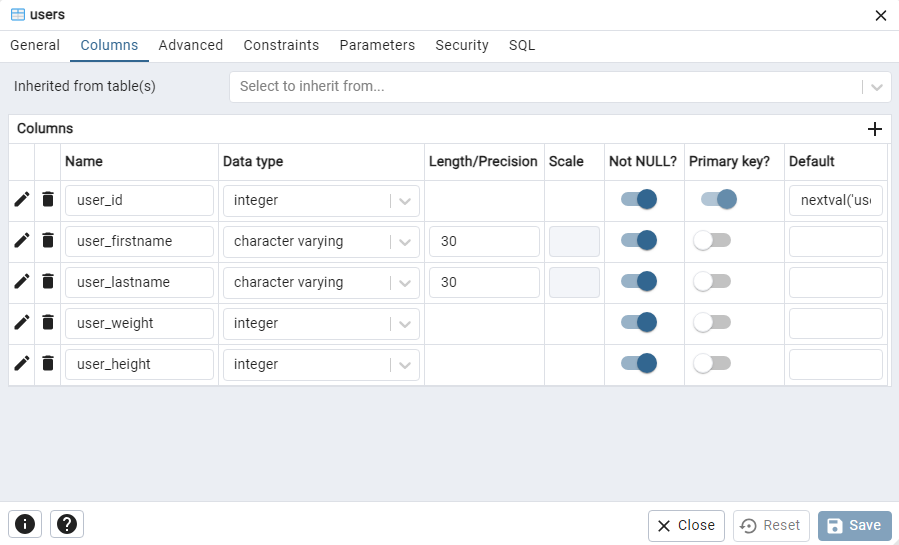 users
General Columns Advanced Constraints Parameters Security SQL
Inherited from table(s) Select to inherit from...
Columns
Name Data type Length/Precision Scale Not NULL? Primary key? Default
user_id integer nextval('use
user_firstname character varying 30
user_lastname character varying 30
user_weight integer
user_height integer
Close Reset Save